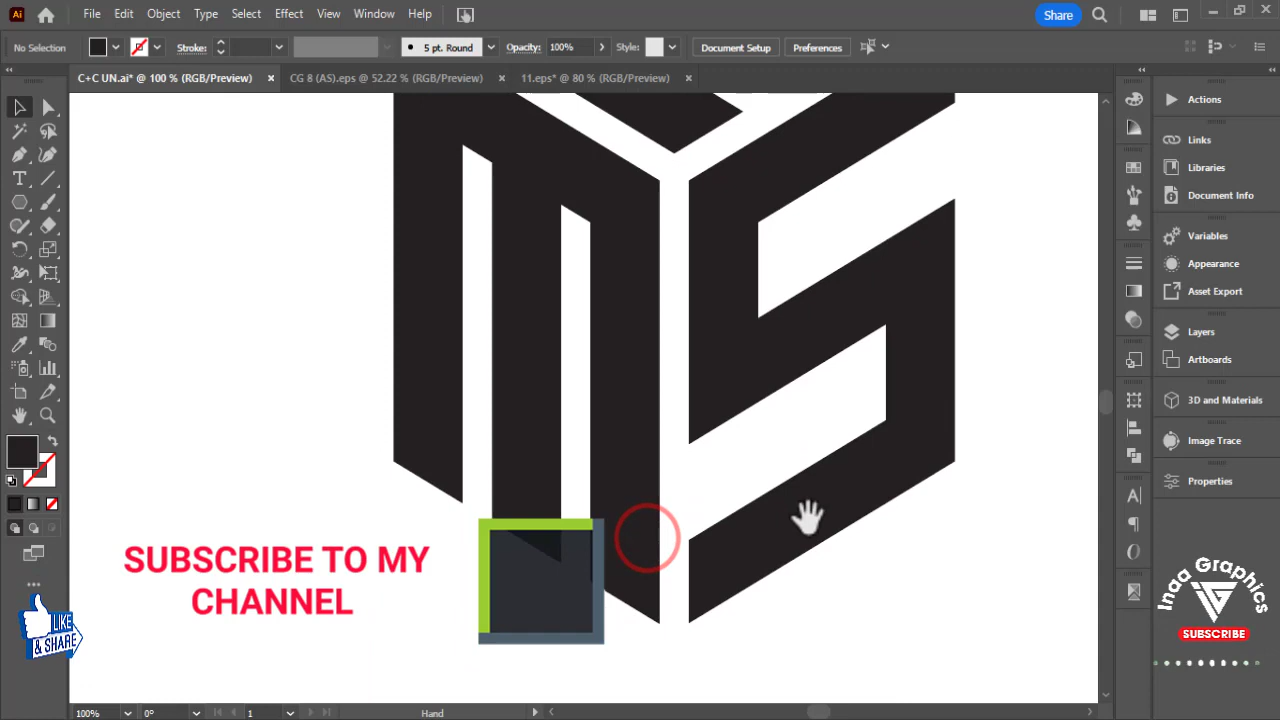 Ai File Edit Object Type Select Effect View Window Help Share
No Selection Stroke: 5 pt. Round Opacity: 100% Style: Document Setup Preferences
C+C UN.ai* @ 100 % (RGB/Preview) × CG 8 (AS).eps @ 52.22 % (RGB/Preview) × 11.eps* @ 80 % (RGB/Preview) ×
Actions
Links
Libraries
Document Info
Variables
Appearance
Asset Export
Layers
Artboards
3D and Materials
Image Trace
Properties
MS
SUBSCRIBE TO MY
CHANNEL
LIKE
& SHARE
Inaa Graphics
SUBSCRIBE
100% 0° 1 Hand